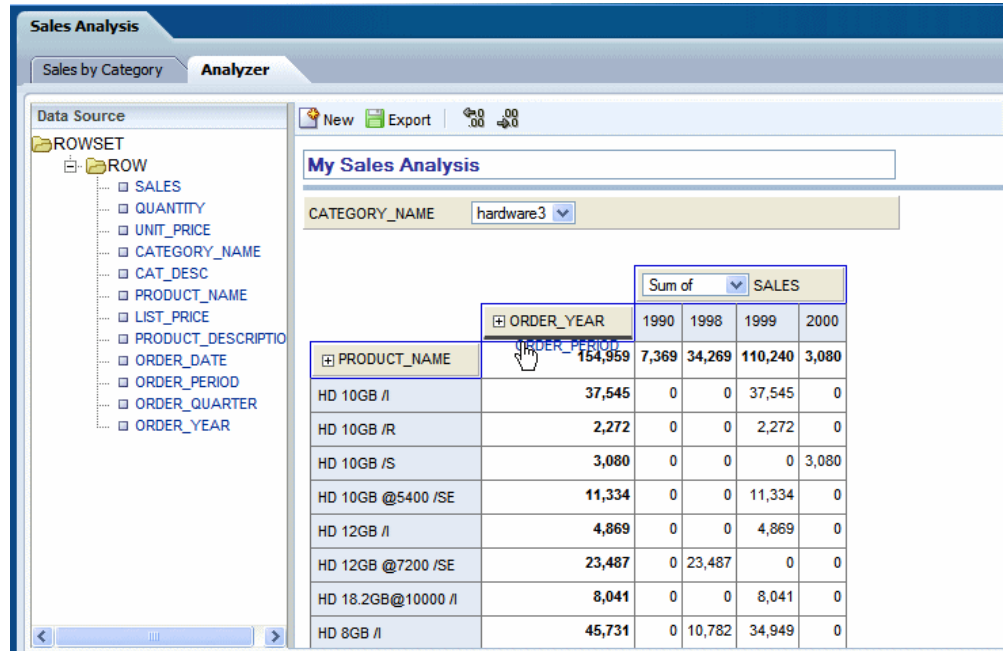 Sales Analysis
Sales by Category Analyzer
Data Source
ROWSET
ROW
SALES
QUANTITY
UNIT_PRICE
CATEGORY_NAME
CAT_DESC
PRODUCT_NAME
LIST_PRICE
PRODUCT_DESCRIPTIO
ORDER_DATE
ORDER_PERIOD
ORDER_QUARTER
ORDER_YEAR
New Export .00 .00
My Sales Analysis
CATEGORY_NAME hardware3
Sum of SALES
ORDER_YEAR 1990 1998 1999 2000
ORDER_PERIOD
PRODUCT_NAME 154,959 7,369 34,269 110,240 3,080
HD 10GB /I 37,545 0 0 37,545 0
HD 10GB /R 2,272 0 0 2,272 0
HD 10GB /S 3,080 0 0 0 3,080
HD 10GB @5400 /SE 11,334 0 0 11,334 0
HD 12GB /I 4,869 0 0 4,869 0
HD 12GB @7200 /SE 23,487 0 23,487 0 0
HD 18.2GB@10000 /I 8,041 0 0 8,041 0
HD 8GB /I 45,731 0 10,782 34,949 0